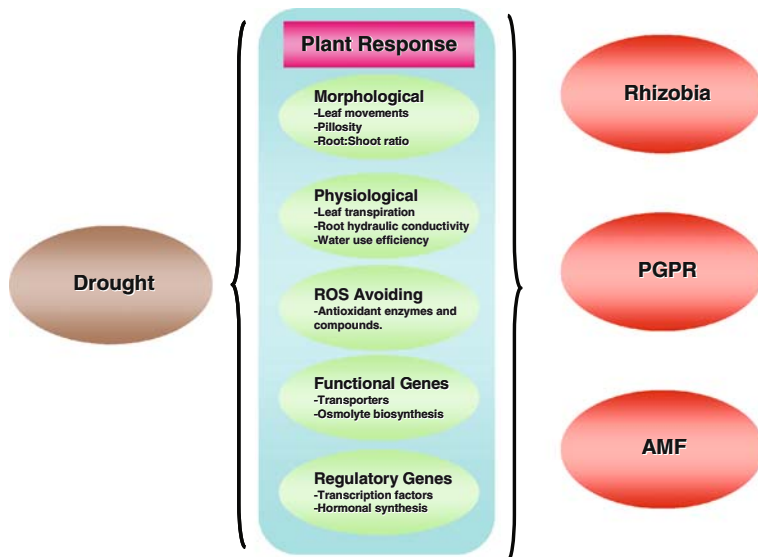 Drought
Plant Response
Morphological
-Leaf movements
-Pillosity
-Root:Shoot ratio
Physiological
-Leaf transpiration
-Root hydraulic conductivity
-Water use efficiency
ROS Avoiding
-Antioxidant enzymes and
compounds.
Functional Genes
-Transporters
-Osmolyte biosynthesis
Regulatory Genes
-Transcription factors
-Hormonal synthesis
Rhizobia
PGPR
AMF